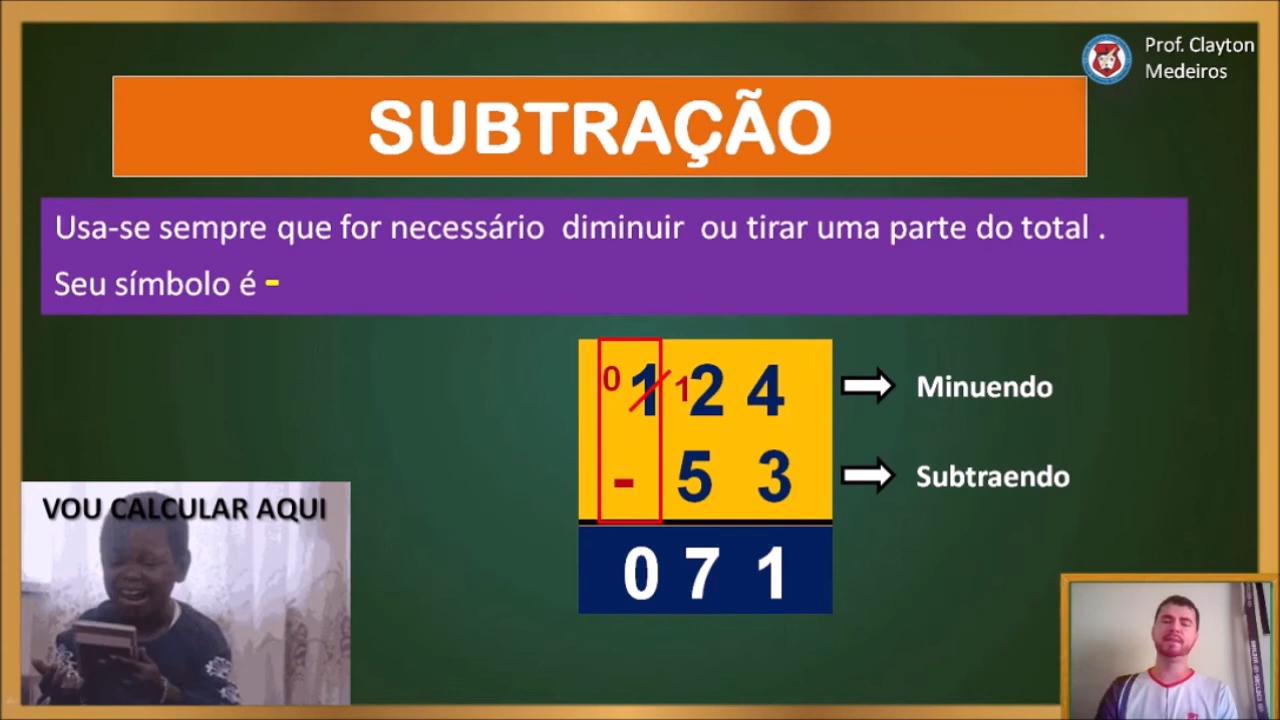 Prof. Clayton
Medeiros
SUBTRAÇÃO
Usa-se sempre que for necessário diminuir ou tirar uma parte do total .
Seu símbolo é -
0 1 1 2 4
Minuendo
- 5 3
Subtraendo
0 7 1
VOU CALCULAR AQUI